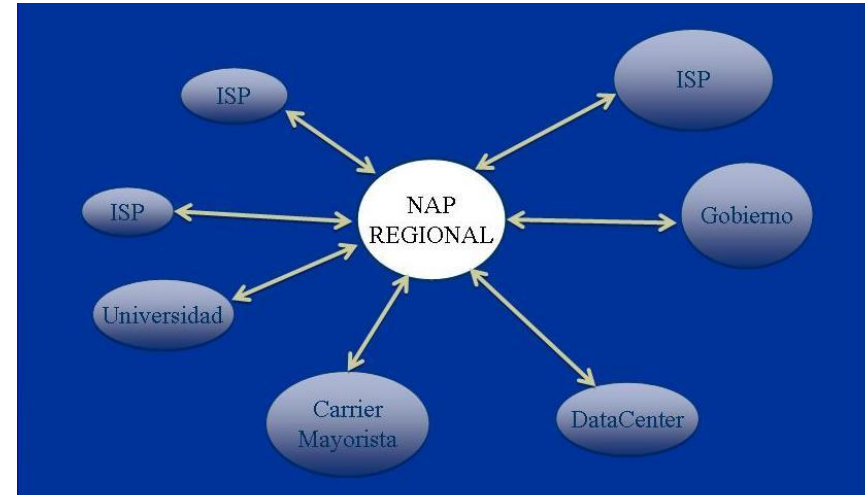 ISP
ISP
ISP
NAP
REGIONAL
Gobierno
Universidad
Carrier
Mayorista
DataCenter